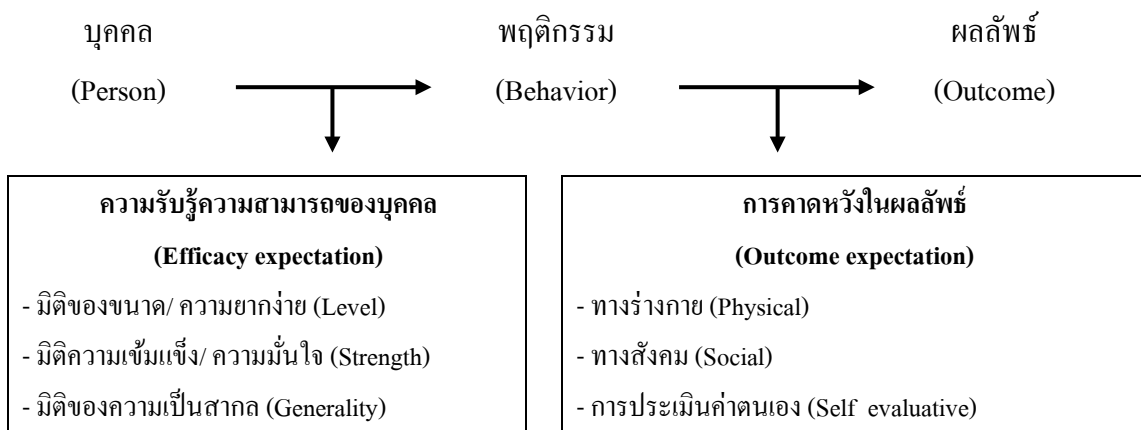 บุคคล พฤติกรรม ผลลัพธ์
(Person) (Behavior) (Outcome)
ความรับรู้ความสามารถของบุคคล
(Efficacy expectation)
- มิติของขนาด/ ความยากง่าย (Level)
- มิติความเข้มแข็ง/ ความมั่นใจ (Strength)
- มิติของความเป็นสากล (Generality)
การคาดหวังในผลลัพธ์
(Outcome expectation)
- ทางร่างกาย (Physical)
- ทางสังคม (Social)
- การประเมินค่าตนเอง (Self evaluative)